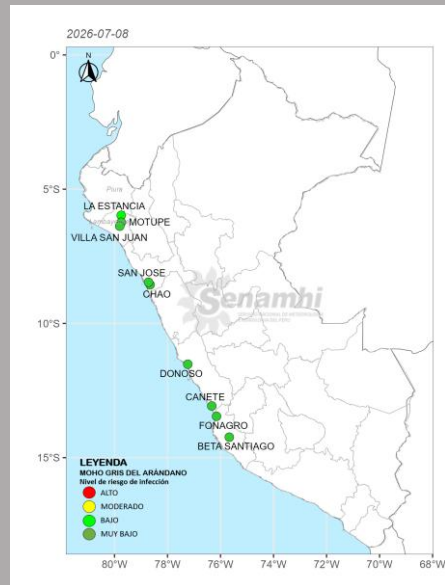 2026-07-08
N
0°
5°S
10°S
15°S
Piura
LA ESTANCIA
MOTUPE
VILLA SAN JUAN
SAN JOSE
CHAO
Senamhi
DONOSO
CANETE
FONAGRO
BETA SANTIAGO
LEYENDA
MOHO GRIS DEL ARÁNDANO
Nivel de riesgo de infección
ALTO
MODERADO
BAJO
MUY BAJO
80°W 78°W 76°W 74°W 72°W 70°W 68°W